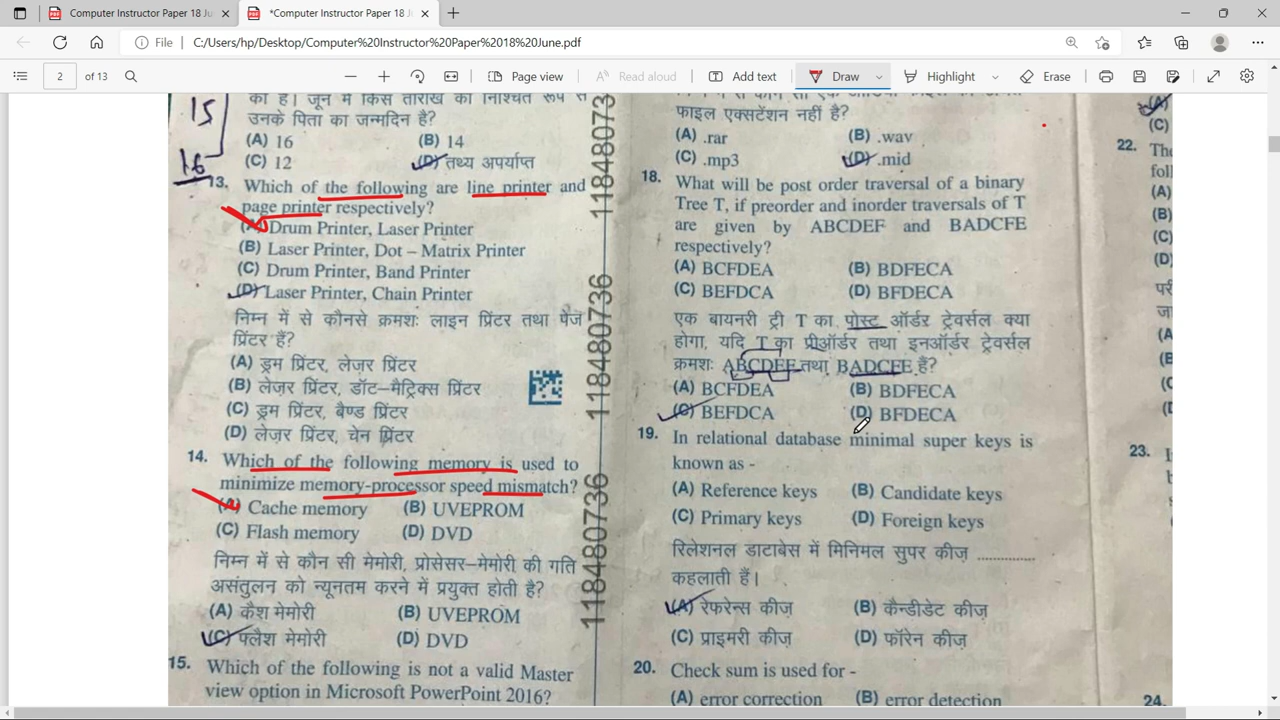 Computer Instructor Paper 18 Ju
*Computer Instructor Paper 18 J
File
C:/Users/hp/Desktop/Computer%20Instructor%20Paper%2018%20June.pdf
2 of 13
Page view
Read aloud
Add text
Draw
Highlight
Erase
15
16
उनके पिता का जन्मदिन है?
(A) 16 (B) 14
(C) 12 (D) तथ्य अपर्याप्त
13. Which of the following are line printer and
page printer respectively?
(A) Drum Printer, Laser Printer
(B) Laser Printer, Dot – Matrix Printer
(C) Drum Printer, Band Printer
(D) Laser Printer, Chain Printer
निम्न में से कौनसे क्रमशः लाइन प्रिंटर तथा पेज
प्रिंटर हैं?
(A) ड्रम प्रिंटर, लेज़र प्रिंटर
(B) लेज़र प्रिंटर, डॉट–मैट्रिक्स प्रिंटर
(C) ड्रम प्रिंटर, बैण्ड प्रिंटर
(D) लेज़र प्रिंटर, चेन प्रिंटर
14. Which of the following memory is used to
minimize memory-processor speed mismatch?
(A) Cache memory (B) UVEPROM
(C) Flash memory (D) DVD
निम्न में से कौन सी मेमोरी, प्रोसेसर–मेमोरी की गति
असंतुलन को न्यूनतम करने में प्रयुक्त होती है?
(A) कैश मेमोरी (B) UVEPROM
(C) फ्लैश मेमोरी (D) DVD
15. Which of the following is not a valid Master
view option in Microsoft PowerPoint 2016?
11848073
118480736
118480736
फाइल एक्सटेंशन नहीं है?
(A) .rar (B) .wav
(C) .mp3 (D) .mid
18. What will be post order traversal of a binary
Tree T, if preorder and inorder traversals of T
are given by ABCDEF and BADCFE
respectively?
(A) BCFDEA (B) BDFECA
(C) BEFDCA (D) BFDECA
एक बायनरी ट्री T का पोस्ट ऑर्डर ट्रेवर्सल क्या
होगा, यदि T का प्रीऑर्डर तथा इनऑर्डर ट्रेवर्सल
क्रमशः ABCDEF तथा BADCFE हैं?
(A) BCFDEA (B) BDFECA
(C) BEFDCA (D) BFDECA
19. In relational database minimal super keys is
known as -
(A) Reference keys (B) Candidate keys
(C) Primary keys (D) Foreign keys
रिलेशनल डाटाबेस में मिनिमल सुपर कीज़ ..............
कहलाती हैं।
(A) रेफरेन्स कीज़ (B) कैन्डीडेट कीज़
(C) प्राइमरी कीज़ (D) फॉरेन कीज़
20. Check sum is used for -
(A) error correction (B) error detection
(A)
(C)
22. The
foll
(A)
(B)
(C)
(D)
परि
(A
(B
(C
(D
23.
24.